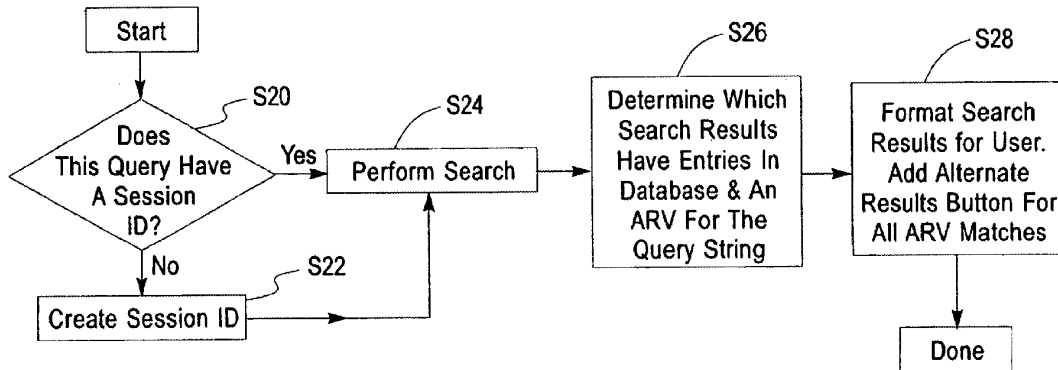 Start
S20
Does
This Query Have
A Session
ID?
Yes
No
S22
Create Session ID
S24
Perform Search
S26
Determine Which
Search Results
Have Entries In
Database & An
ARV For The
Query String
S28
Format Search
Results for User.
Add Alternate
Results Button For
All ARV Matches
Done